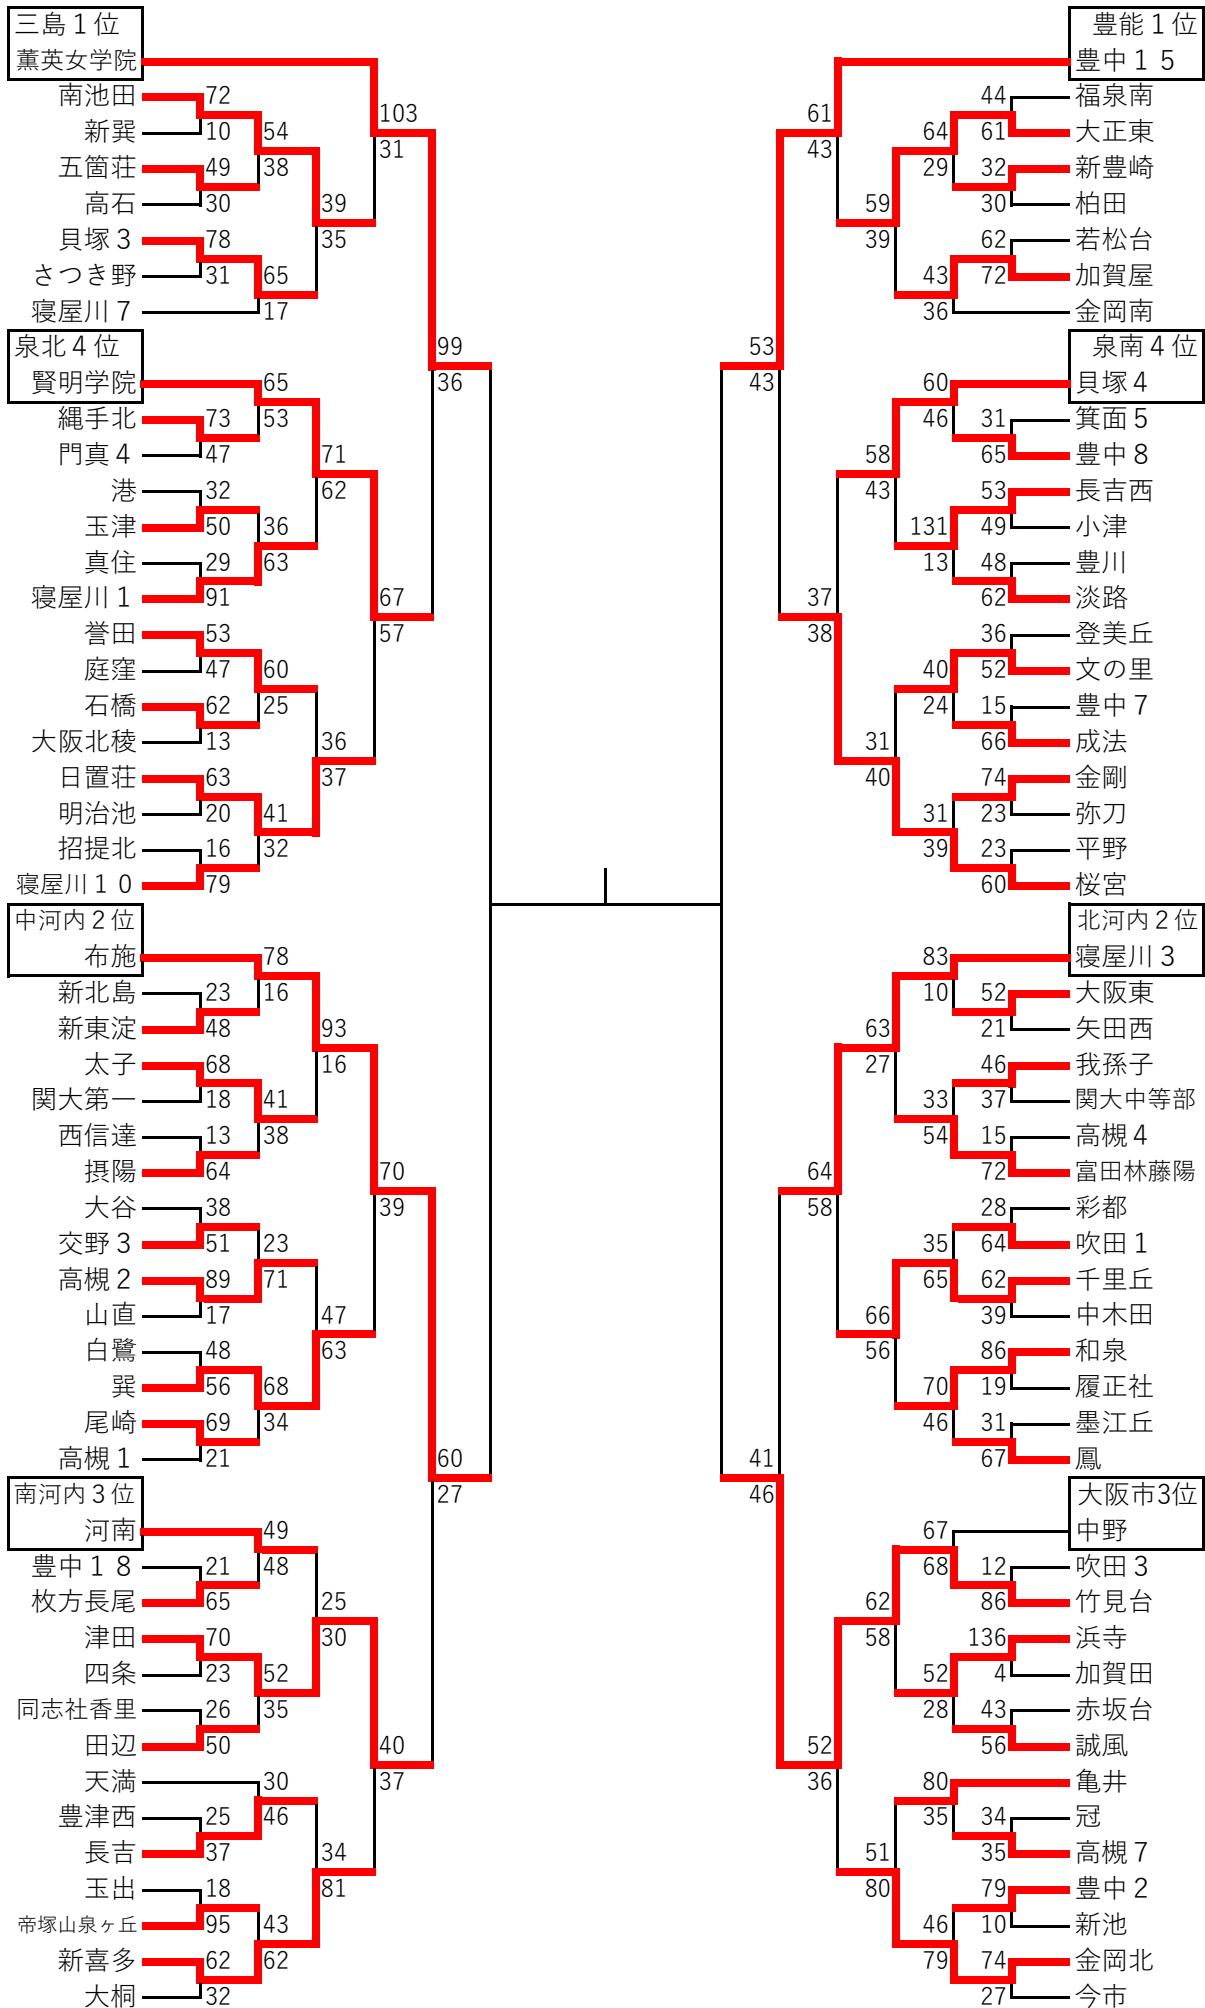 三島１位
薫英女学院
南池田
新巽
五箇荘
高石
貝塚３
さつき野
寝屋川７
泉北４位
賢明学院
縄手北
門真４
港
玉津
真住
寝屋川１
誉田
庭窪
石橋
大阪北稜
日置荘
明治池
招提北
寝屋川１０
中河内２位
布施
新北島
新東淀
太子
関大第一
西信達
摂陽
大谷
交野３
高槻２
山直
白鷺
巽
尾崎
高槻１
南河内３位
河南
豊中１８
枚方長尾
津田
四条
同志社香里
田辺
天満
豊津西
長吉
玉出
帝塚山泉ヶ丘
新喜多
大桐
72
10
49
30
78
31
73
47
32
50
29
91
53
47
62
13
63
20
16
79
23
48
68
18
13
64
38
51
89
17
48
56
69
21
21
65
70
23
26
50
25
37
18
95
62
32
54
38
65
17
65
53
36
63
60
25
41
32
78
16
41
38
23
71
68
34
49
48
52
35
30
46
43
62
39
35
71
62
36
37
93
16
47
63
25
30
34
81
103
31
67
57
70
39
40
37
99
36
60
27
53
43
41
46
61
43
37
38
64
58
52
36
59
39
58
43
31
40
63
27
66
56
62
58
51
80
64
29
43
36
60
46
131
13
40
24
31
39
83
10
33
54
35
65
70
46
67
68
52
28
80
35
46
79
44
61
32
30
62
72
31
65
53
49
48
62
36
52
15
66
74
23
23
60
52
21
46
37
15
72
28
64
62
39
86
19
31
67
12
86
136
4
43
56
34
35
79
10
74
27
豊能１位
豊中１５
福泉南
大正東
新豊崎
柏田
若松台
加賀屋
金岡南
泉南４位
貝塚４
箕面５
豊中８
長吉西
小津
豊川
淡路
登美丘
文の里
豊中７
成法
金剛
弥刀
平野
桜宮
北河内２位
寝屋川３
大阪東
矢田西
我孫子
関大中等部
高槻４
富田林藤陽
彩都
吹田１
千里丘
中木田
和泉
履正社
墨江丘
鳳
大阪市3位
中野
吹田３
竹見台
浜寺
加賀田
赤坂台
誠風
亀井
冠
高槻７
豊中２
新池
金岡北
今市